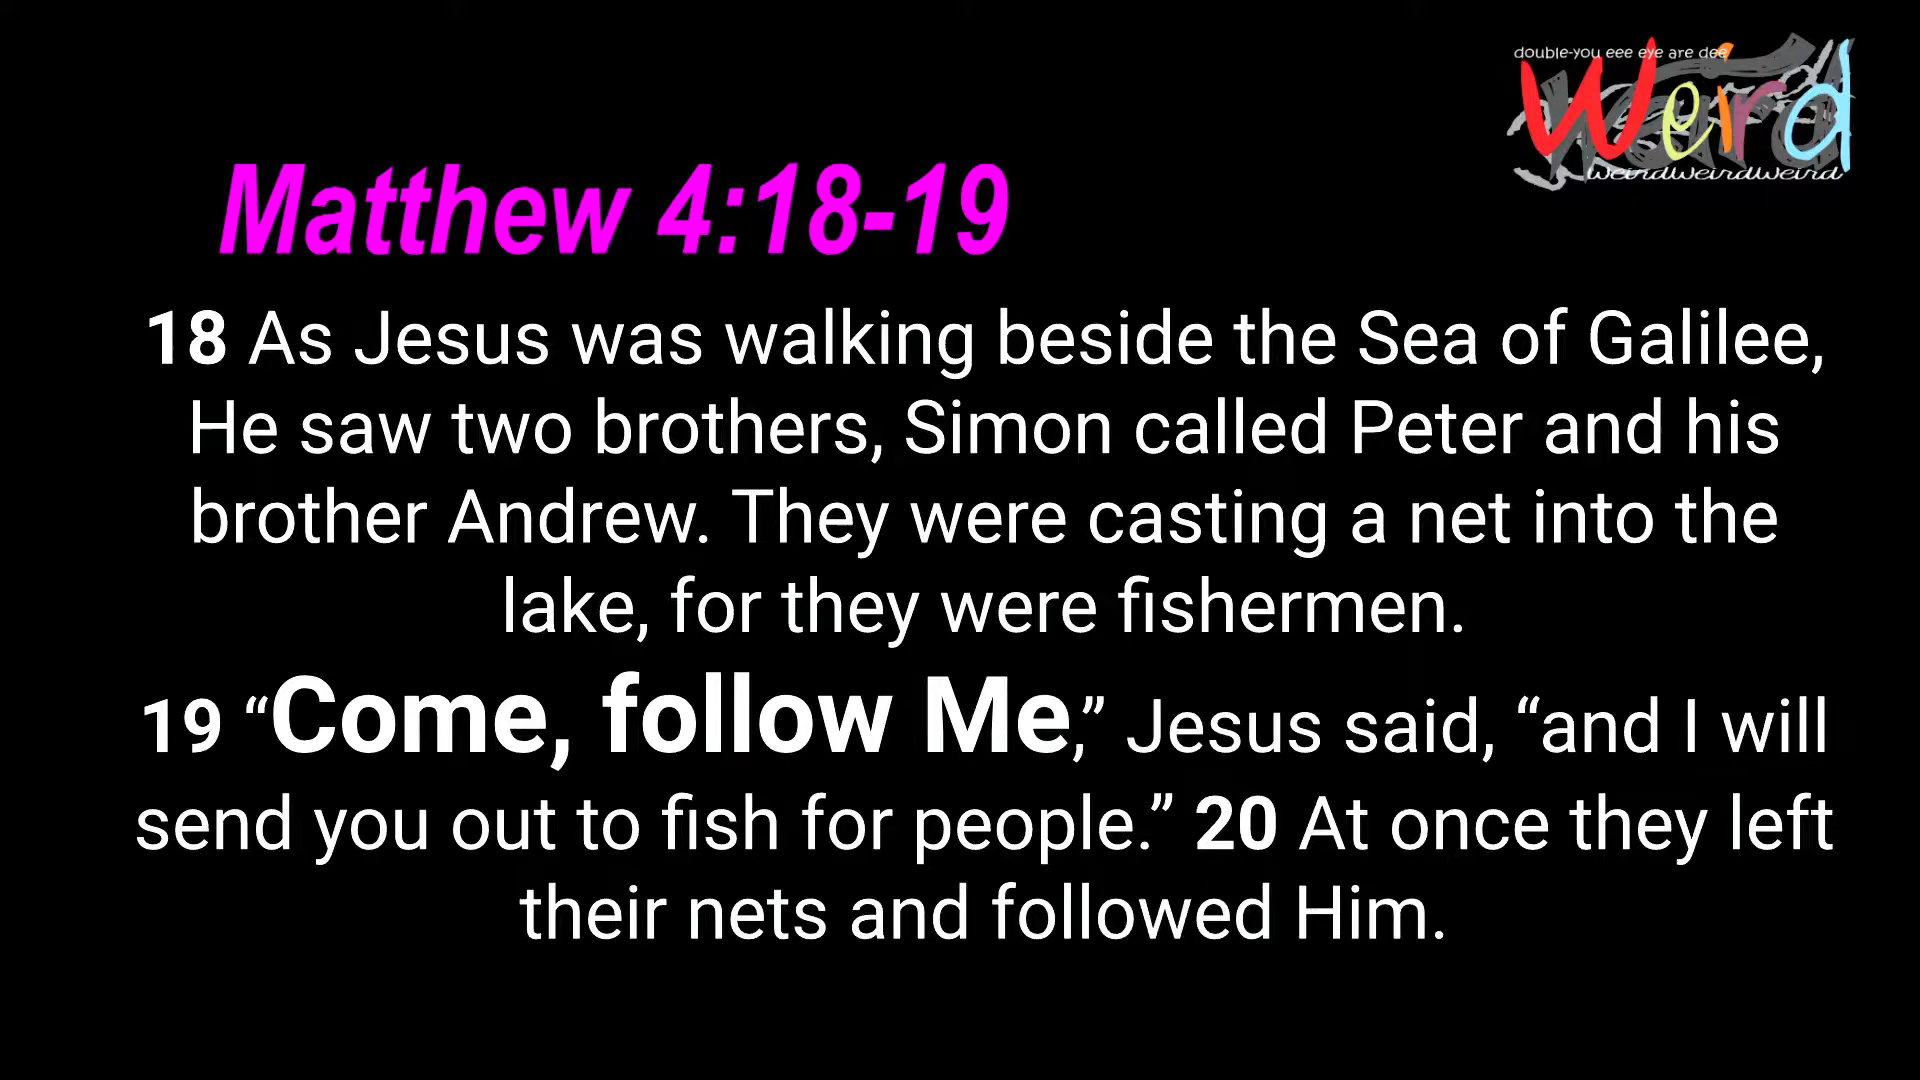 double-you eee eye are dee
weird
weirdweirdweird
Matthew 4:18-19
18 As Jesus was walking beside the Sea of Galilee,
He saw two brothers, Simon called Peter and his
brother Andrew. They were casting a net into the
lake, for they were fishermen.
19 “Come, follow Me,” Jesus said, “and I will
send you out to fish for people.” 20 At once they left
their nets and followed Him.